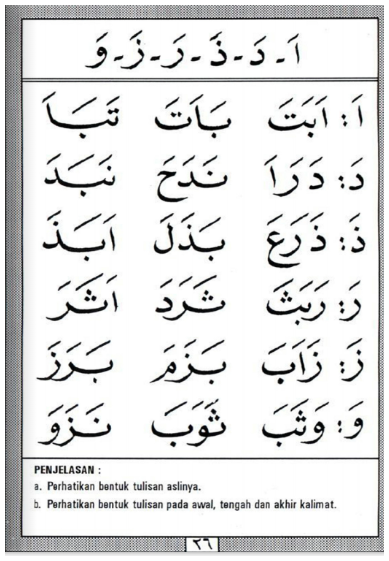 اَ - دَ - ذَ - رَ - زَ - وَ
اَ : اَبَتَ بَاتَ تَبَاَ
دَ : دَرَاَ نَدَحَ نَبَدَ
ذَ : ذَرَعَ بَذَلَ اَبَذَ
رَ : رَبَثَ ثَرَدَ اَثَرَ
زَ : زَابَ بَزَمَ بَرَزَ
وَ : وَثَبَ ثَوَبَ نَزَوَ
PENJELASAN :
a. Perhatikan bentuk tulisan aslinya.
b. Perhatikan bentuk tulisan pada awal, tengah dan akhir kalimat.
٢٦